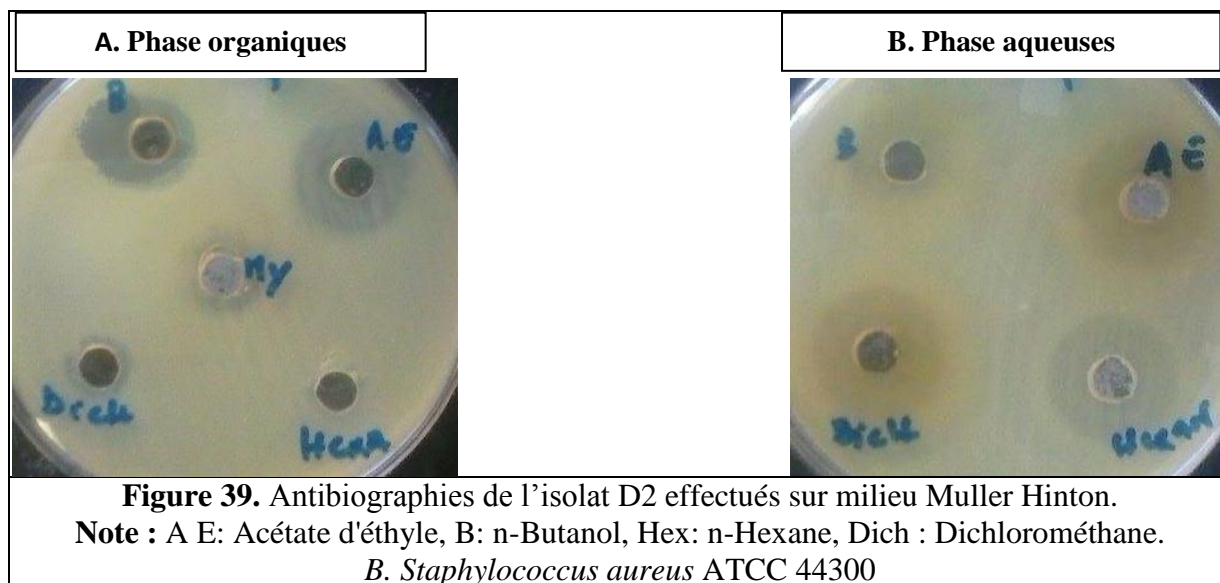 A. Phase organiques
B. Phase aqueuses
B
A.E
My
Dich
Hexa
B
A E
Dich
Hexan
Figure 39. Antibiographies de l’isolat D2 effectués sur milieu Muller Hinton.
Note : A E: Acétate d'éthyle, B: n-Butanol, Hex: n-Hexane, Dich : Dichlorométhane.
B. Staphylococcus aureus ATCC 44300